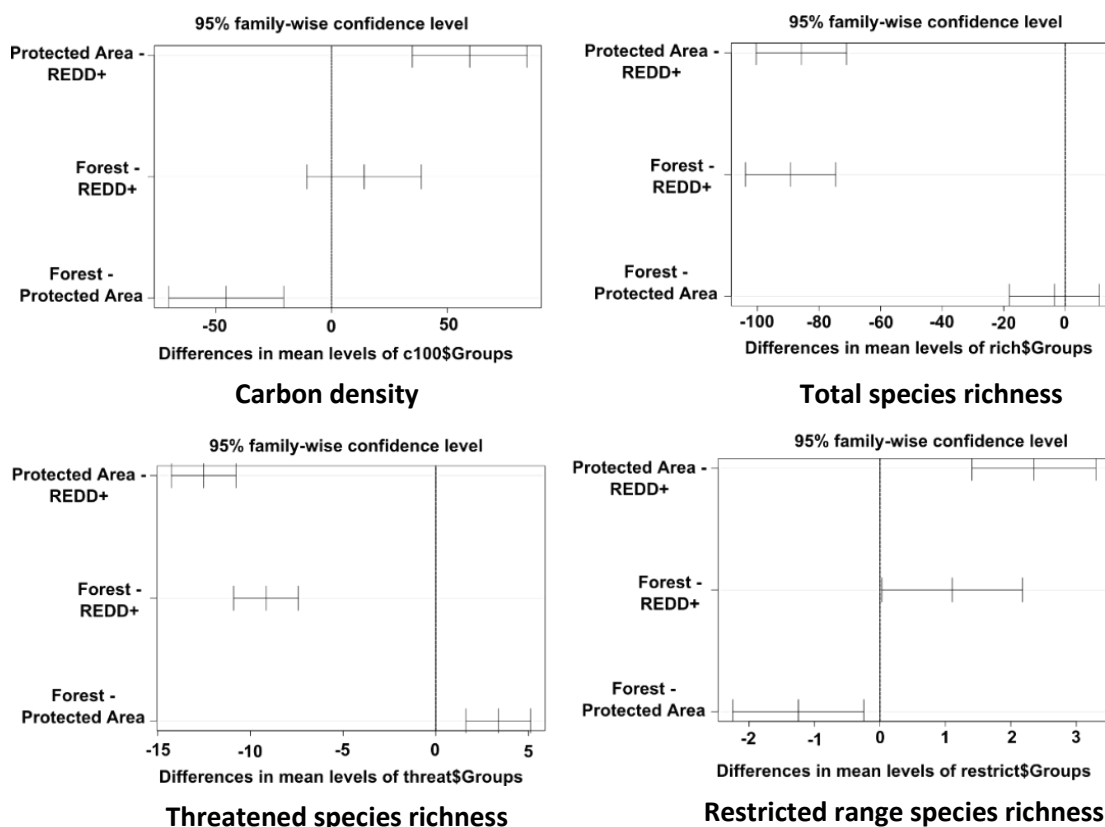 95% family-wise confidence level
Protected Area -
REDD+
Forest -
REDD+
Forest -
Protected Area
-50
0
50
Differences in mean levels of c100$Groups
Carbon density
95% family-wise confidence level
Protected Area -
REDD+
Forest -
REDD+
Forest -
Protected Area
-100
-80
-60
-40
-20
0
Differences in mean levels of rich$Groups
Total species richness
95% family-wise confidence level
Protected Area -
REDD+
Forest -
REDD+
Forest -
Protected Area
-15
-10
-5
0
5
Differences in mean levels of threat$Groups
Threatened species richness
95% family-wise confidence level
Protected Area -
REDD+
Forest -
REDD+
Forest -
Protected Area
-2
-1
0
1
2
3
Differences in mean levels of restrict$Groups
Restricted range species richness